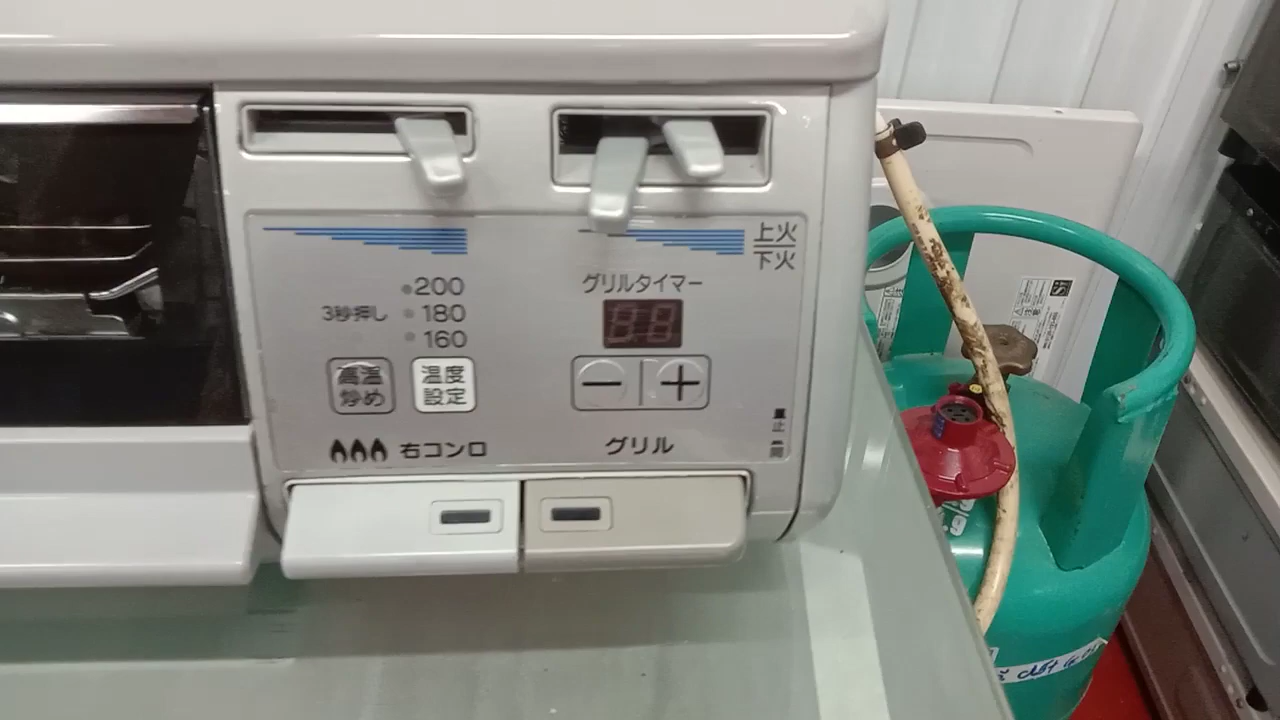 上火
下火
グリルタイマー
200
3秒押し 180
160
88
高温
炒め
温度
設定
− +
右コンロ
グリル